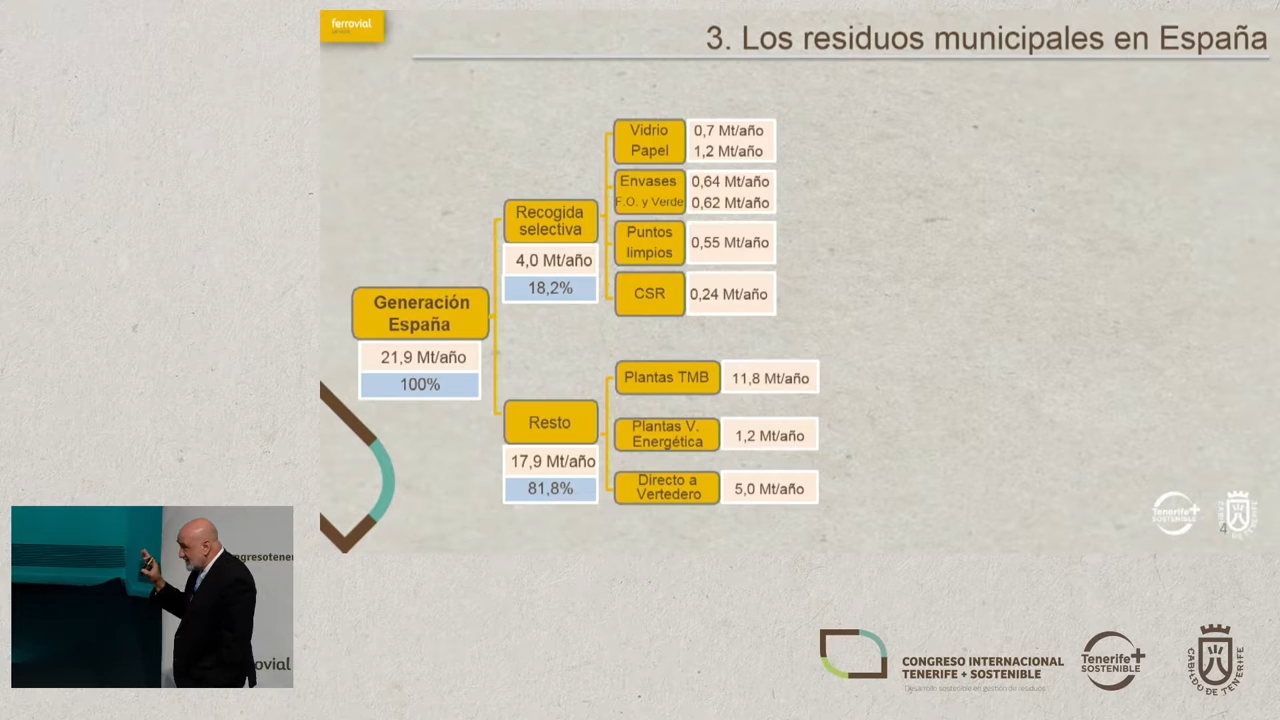 ferrovial
3. Los residuos municipales en España
Vidrio
Papel
0,7 Mt/año
1,2 Mt/año
Envases
F.O. y Verde
0,64 Mt/año
0,62 Mt/año
Puntos
limpios
0,55 Mt/año
CSR
0,24 Mt/año
Recogida
selectiva
4,0 Mt/año
18,2%
Generación
España
21,9 Mt/año
100%
Resto
17,9 Mt/año
81,8%
Plantas TMB
11,8 Mt/año
Plantas V.
Energética
1,2 Mt/año
Directo a
Vertedero
5,0 Mt/año
Tenerife+
SOSTENIBLE
4
ngresotener
ovial
CONGRESO INTERNACIONAL
TENERIFE + SOSTENIBLE
Desarrollo sostenible en gestión de residuos
Tenerife+
SOSTENIBLE
CABILDO DE TENERIFE